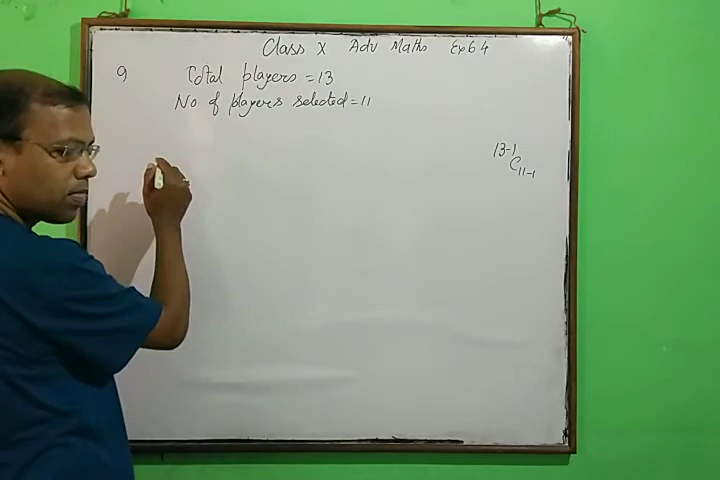 Class X Adv Maths Ex 6.4
9 Total players = 13
No of players selected = 11
13-1
C11-1